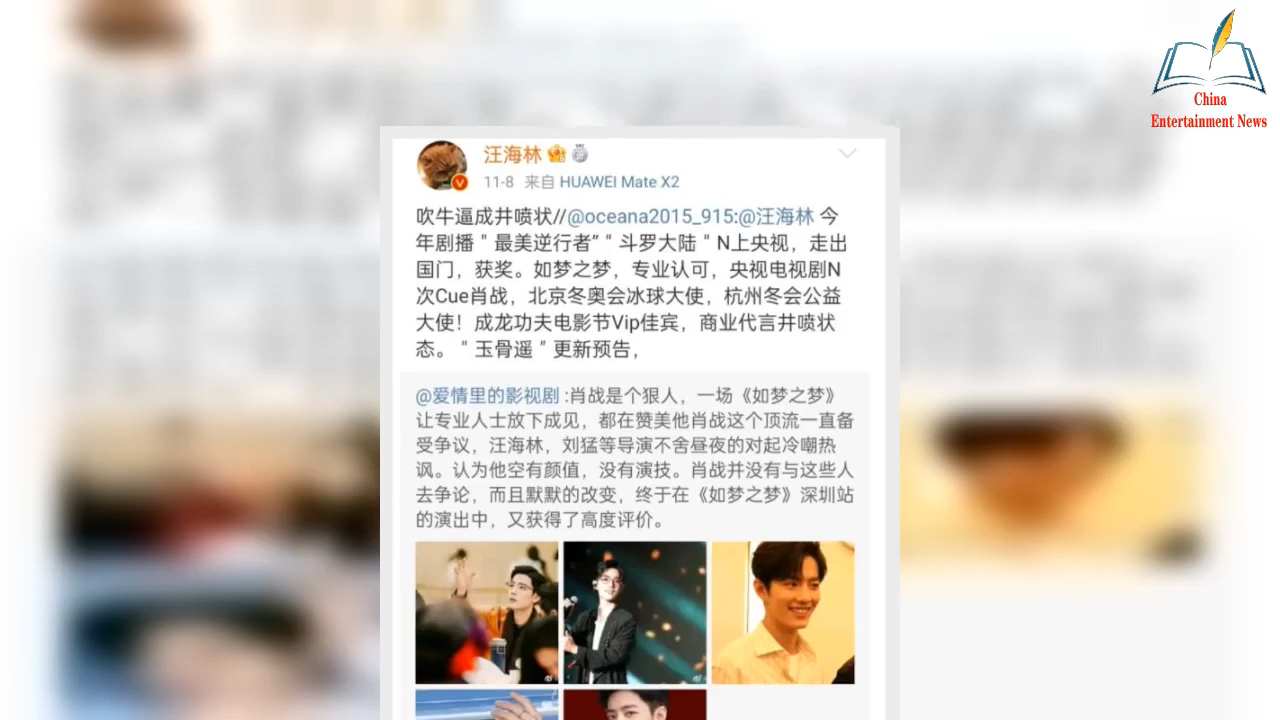 China
Entertainment News
汪海林
11-8 来自 HUAWEI Mate X2
吹牛逼成井喷状//@oceana2015_915:@汪海林 今
年剧播＂最美逆行者”＂斗罗大陆＂N上央视，走出
国门，获奖。如梦之梦，专业认可，央视电视剧N
次Cue肖战，北京冬奥会冰球大使，杭州冬会公益
大使！成龙功夫电影节Vip佳宾，商业代言井喷状
态。＂玉骨遥＂更新预告，
@爱情里的影视剧 :肖战是个狠人，一场《如梦之梦》
让专业人士放下成见，都在赞美他肖战这个顶流一直备
受争议，汪海林，刘猛等导演不舍昼夜的对起冷嘲热
讽。认为他空有颜值，没有演技。肖战并没有与这些人
去争论，而且默默的改变，终于在《如梦之梦》深圳站
的演出中，又获得了高度评价。